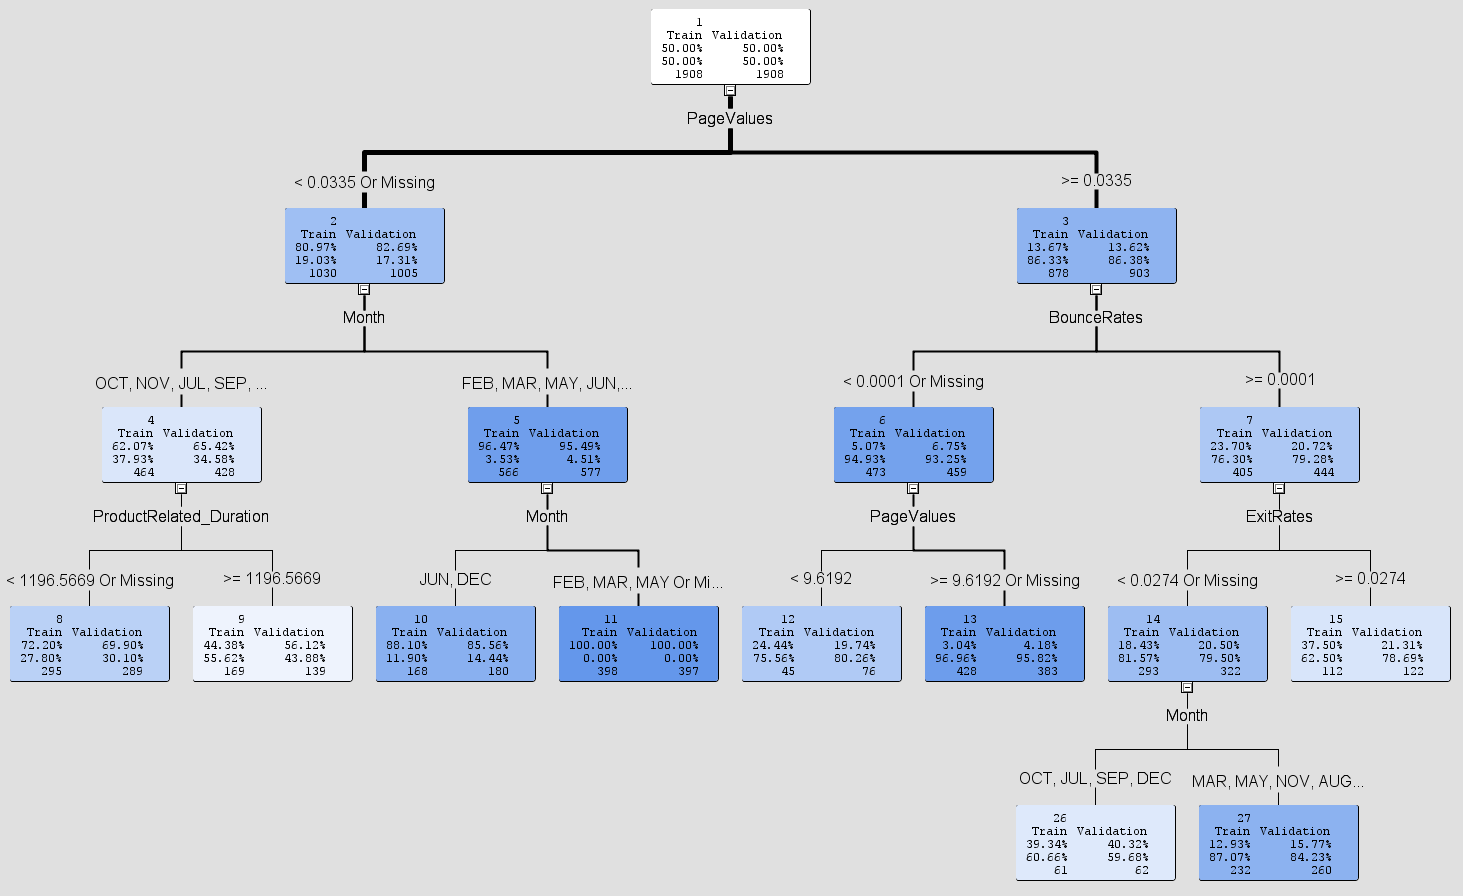 1
Train Validation
50.00% 50.00%
50.00% 50.00%
1908 1908
PageValues
< 0.0335 Or Missing
>= 0.0335
2
Train Validation
80.97% 82.69%
19.03% 17.31%
1030 1005
3
Train Validation
13.67% 13.62%
86.33% 86.38%
878 903
Month
BounceRates
OCT, NOV, JUL, SEP, ...
FEB, MAR, MAY, JUN,...
< 0.0001 Or Missing
>= 0.0001
4
Train Validation
62.07% 65.42%
37.93% 34.58%
464 428
5
Train Validation
96.47% 95.49%
3.53% 4.51%
566 577
6
Train Validation
5.07% 6.75%
94.93% 93.25%
473 459
7
Train Validation
23.70% 20.72%
76.30% 79.28%
405 444
ProductRelated_Duration
Month
PageValues
ExitRates
< 1196.5669 Or Missing
>= 1196.5669
JUN, DEC
FEB, MAR, MAY Or Mi...
< 9.6192
>= 9.6192 Or Missing
< 0.0274 Or Missing
>= 0.0274
8
Train Validation
72.20% 69.90%
27.80% 30.10%
295 289
9
Train Validation
44.38% 56.12%
55.62% 43.88%
169 139
10
Train Validation
88.10% 85.56%
11.90% 14.44%
168 180
11
Train Validation
100.00% 100.00%
0.00% 0.00%
398 397
12
Train Validation
24.44% 19.74%
75.56% 80.26%
45 76
13
Train Validation
3.04% 4.18%
96.96% 95.82%
428 383
14
Train Validation
18.43% 20.50%
81.57% 79.50%
293 322
15
Train Validation
37.50% 21.31%
62.50% 78.69%
112 122
Month
OCT, JUL, SEP, DEC
MAR, MAY, NOV, AUG...
26
Train Validation
39.34% 40.32%
60.66% 59.68%
61 62
27
Train Validation
12.93% 15.77%
87.07% 84.23%
232 260